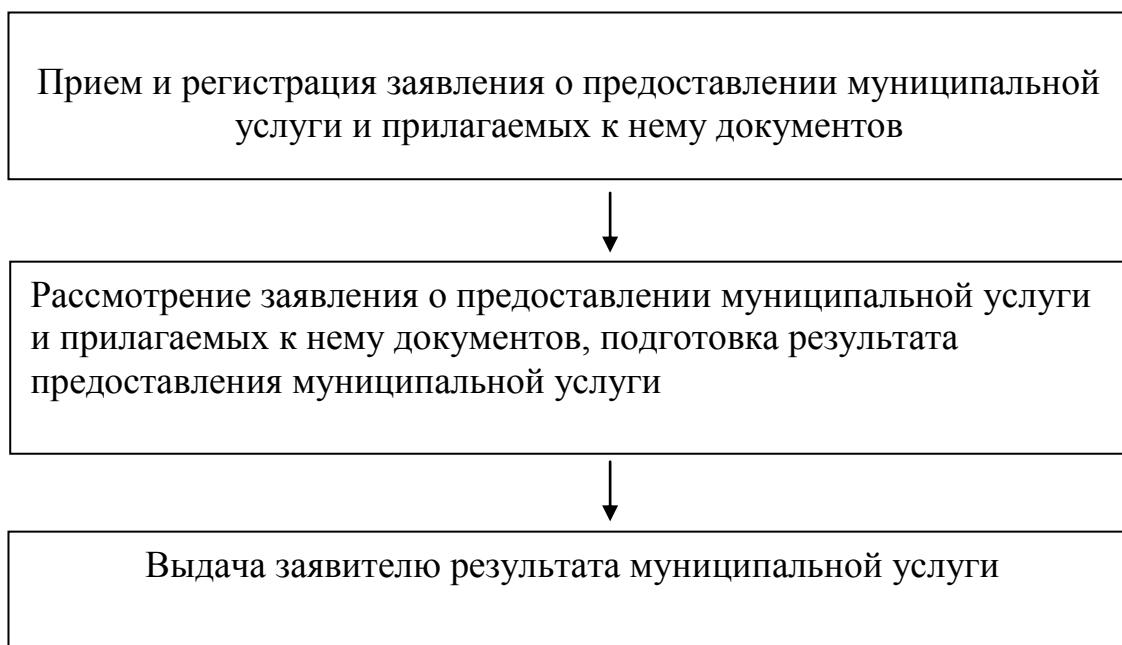 Прием и регистрация заявления о предоставлении муниципальной
услуги и прилагаемых к нему документов
Рассмотрение заявления о предоставлении муниципальной услуги
и прилагаемых к нему документов, подготовка результата
предоставления муниципальной услуги
Выдача заявителю результата муниципальной услуги